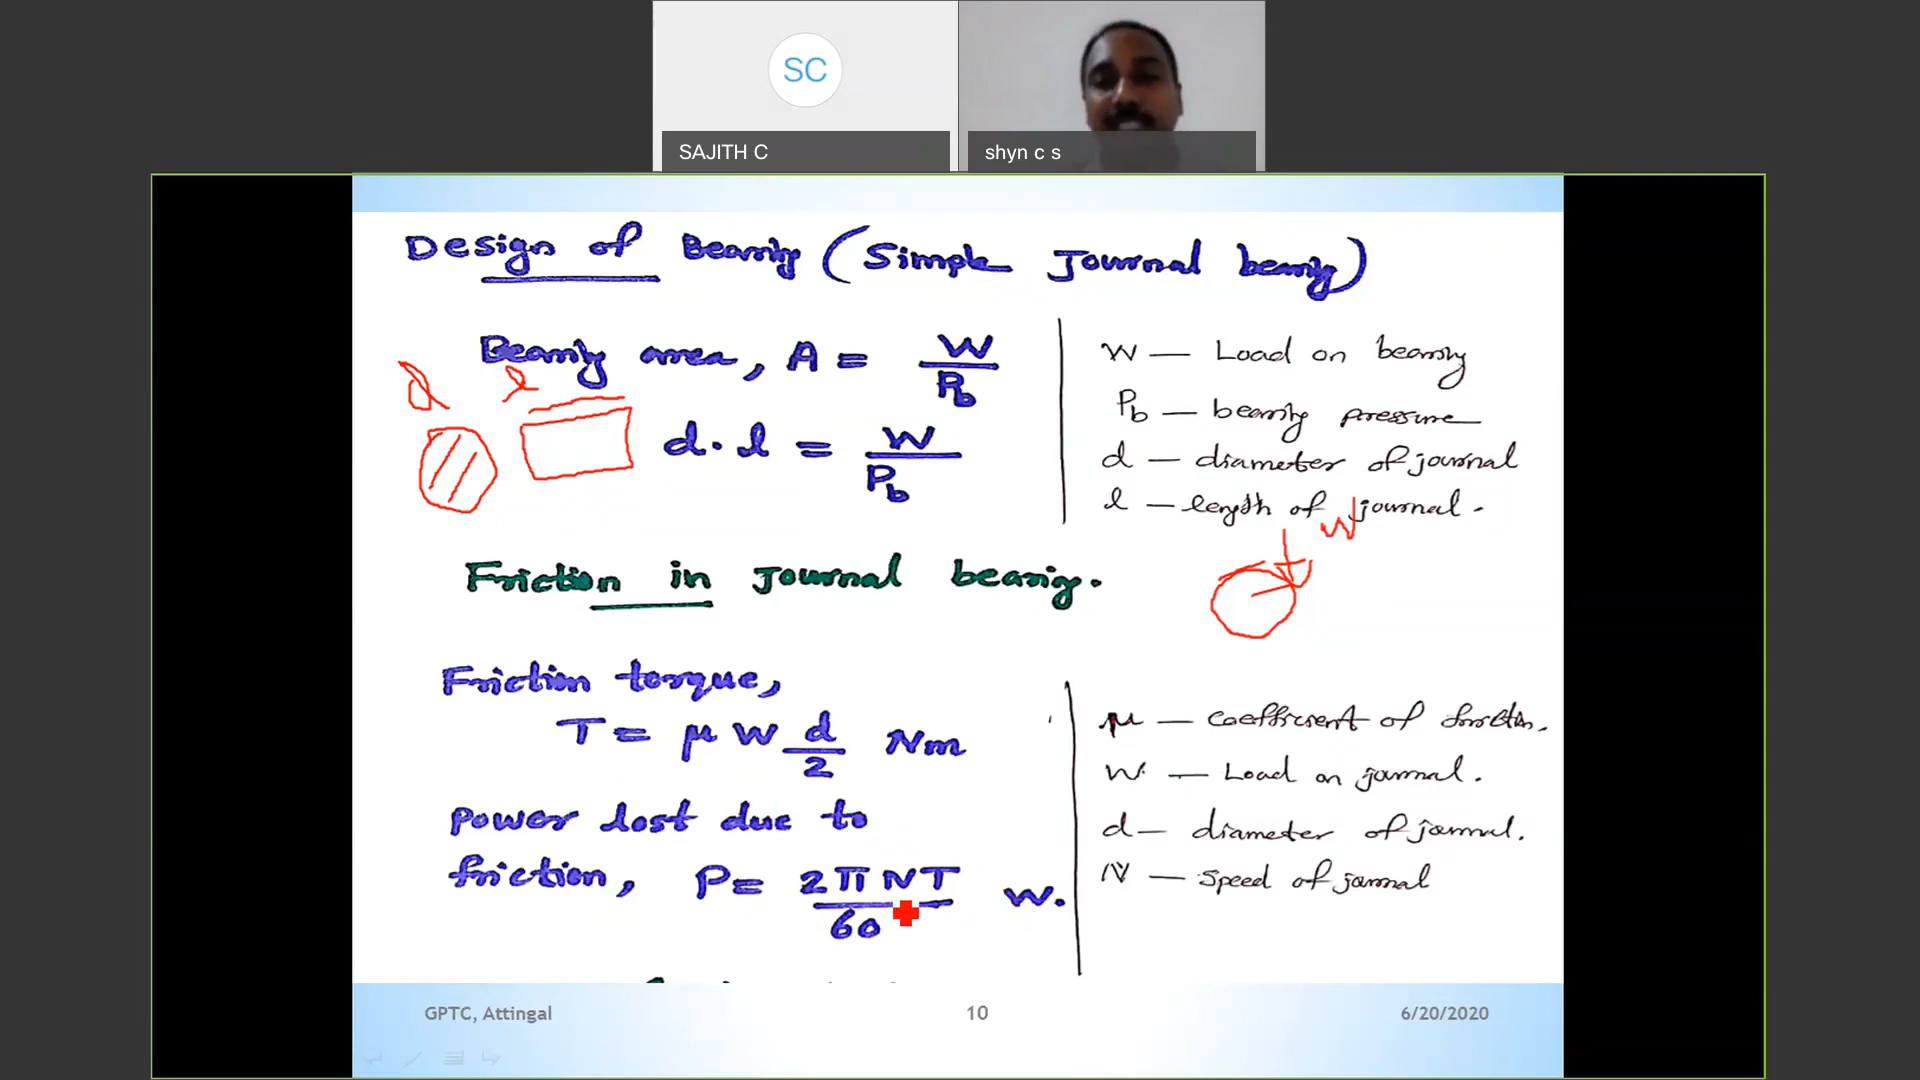 SC
SAJITH C
shyn c s
Design of Bearing (Simple Journal bearing)
Bearing area, A = W / Pb
d l
d . l = W / Pb
W — Load on bearing
Pb — bearing pressure
d — diameter of journal
l — length of journal.
W
Friction in Journal bearing.
Friction torque,
T = μ W d/2 Nm
Power lost due to
friction, P = 2πNT / 60 W.
μ — coefficient of friction.
W — Load on journal.
d — diameter of journal.
N — speed of journal
GPTC, Attingal
10
6/20/2020